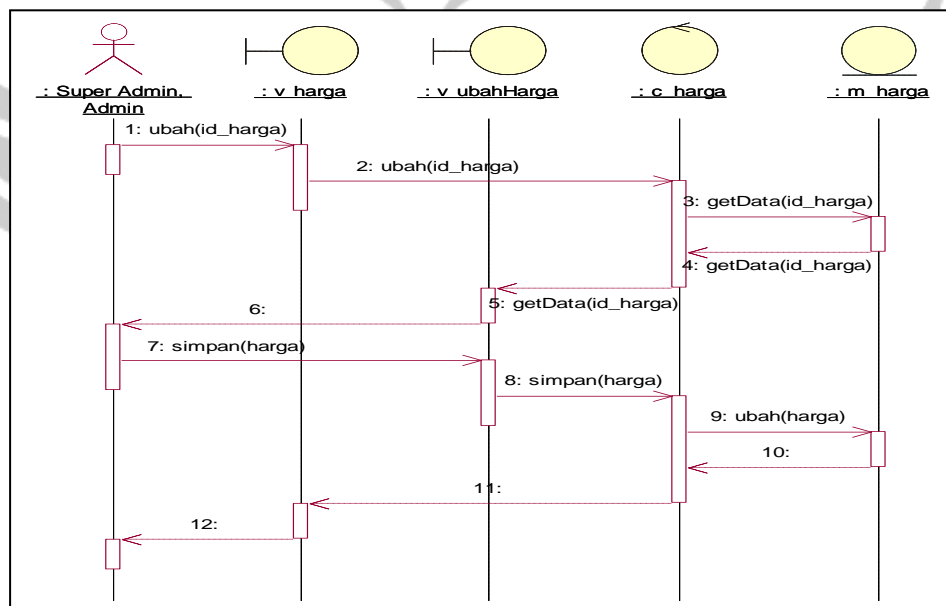 : Super Admin.
Admin
: v_harga
: v_ubahHarga
: c_harga
: m_harga
1: ubah(id_harga)
2: ubah(id_harga)
3: getData(id_harga)
4: getData(id_harga)
5: getData(id_harga)
6:
7: simpan(harga)
8: simpan(harga)
9: ubah(harga)
10:
11:
12: